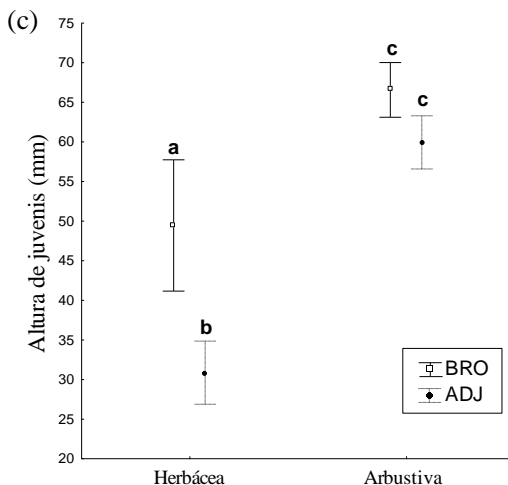 (c)
Altura de juvenis (mm)
75
70
65
60
55
50
45
40
35
30
25
20
a
b
c
c
BRO
ADJ
Herbácea
Arbustiva